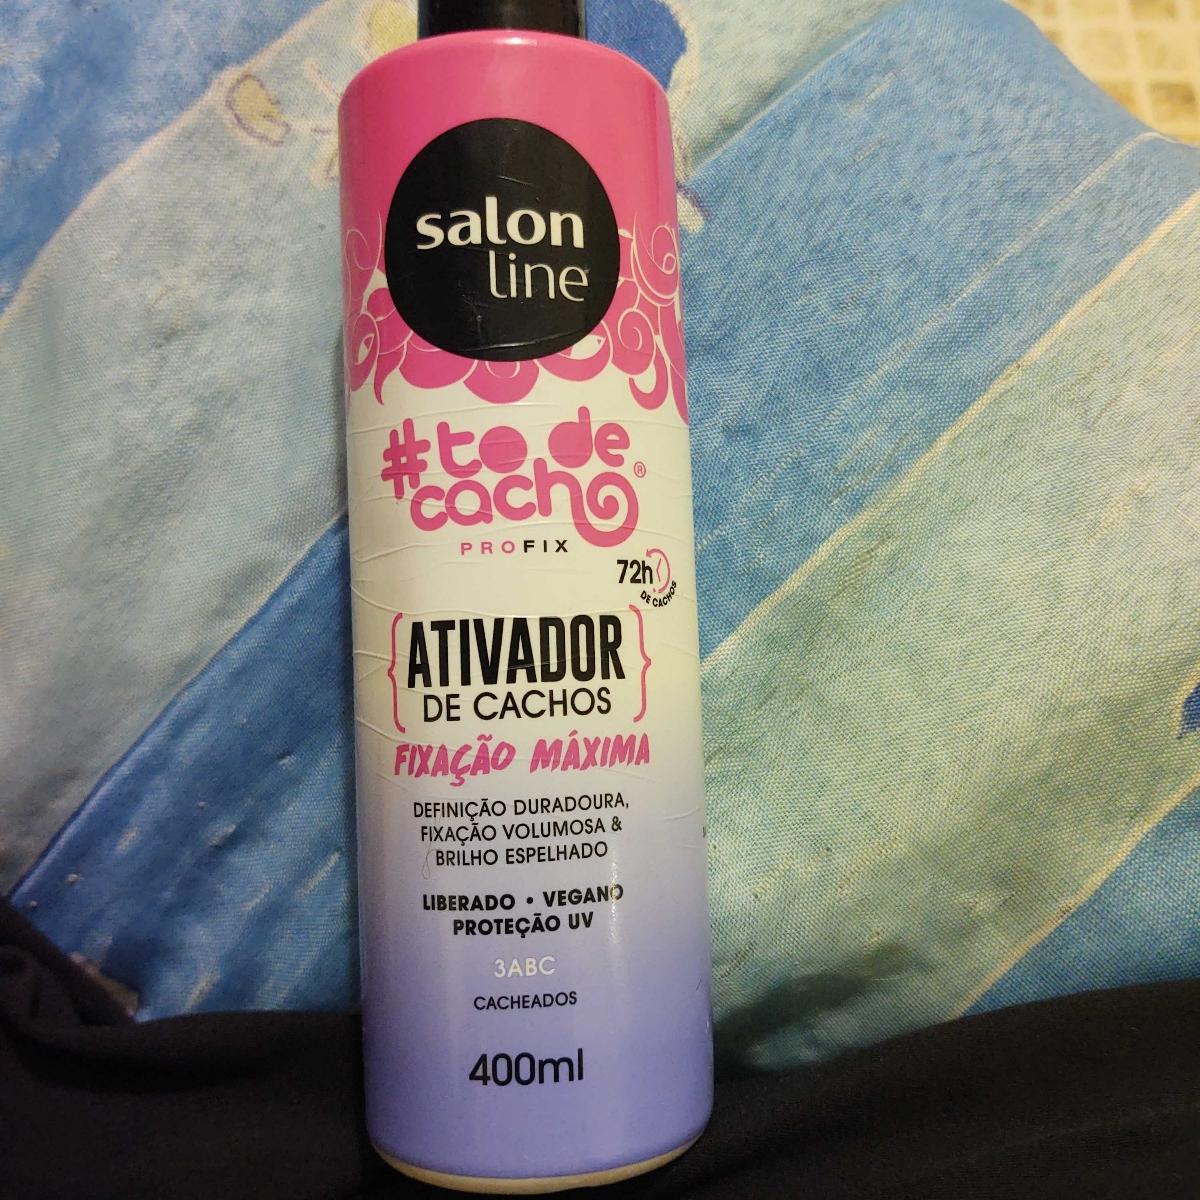 salon
line
#to de
cacho®
PROFIX
72h
DE CACHOS
ATIVADOR
DE CACHOS
FIXAÇÃO MÁXIMA
DEFINIÇÃO DURADOURA,
FIXAÇÃO VOLUMOSA &
BRILHO ESPELHADO
LIBERADO • VEGANO
PROTEÇÃO UV
3ABC
CACHEADOS
400ml